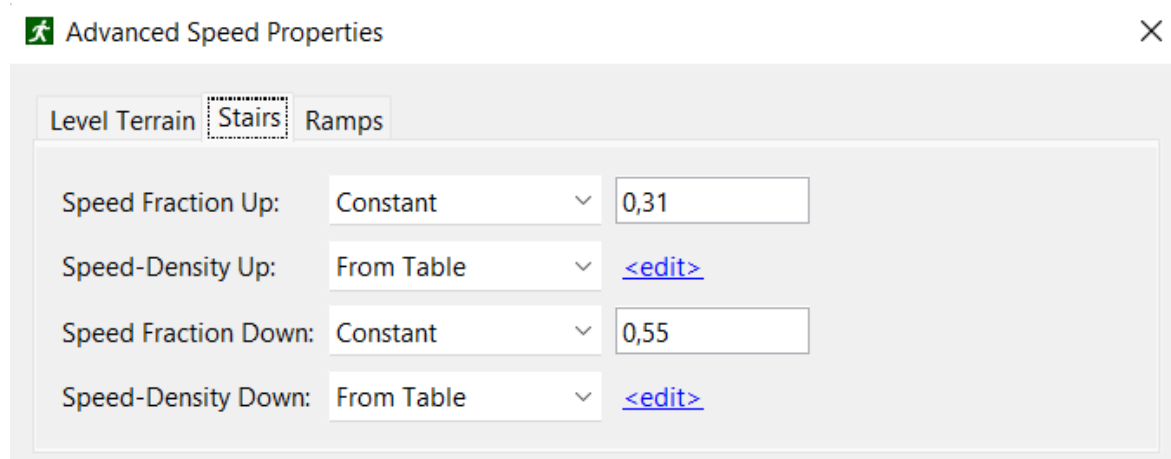 Advanced Speed Properties
Level Terrain Stairs Ramps
Speed Fraction Up: Constant 0,31
Speed-Density Up: From Table <edit>
Speed Fraction Down: Constant 0,55
Speed-Density Down: From Table <edit>